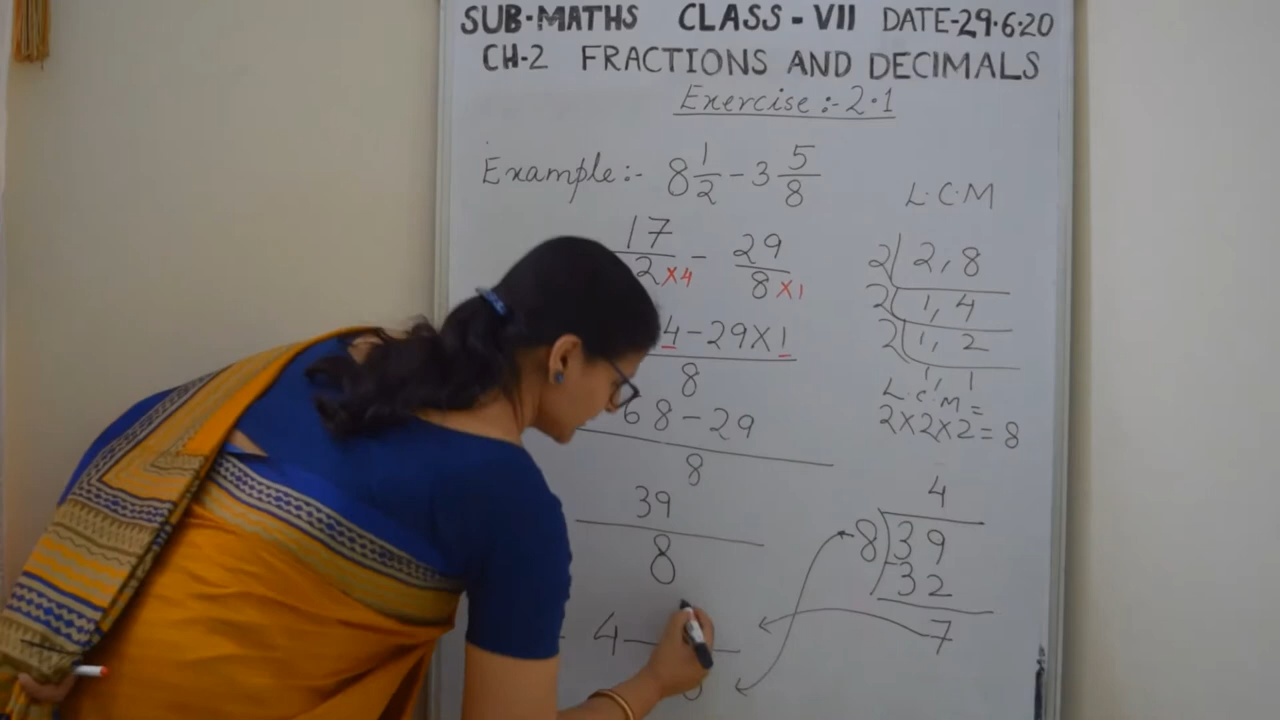 SUB-MATHS CLASS-VII DATE-29.6.20
CH-2 FRACTIONS AND DECIMALS
Exercise:-2.1
Example:- 8 1/2 - 3 5/8
17/2 ×4 - 29/8 ×1
4-29×1
8
68-29
8
39
8
4
L.C.M
2 2,8
2 1,4
2 1,2
1,1
L.C.M=
2×2×2=8
4
8 39
-32
7